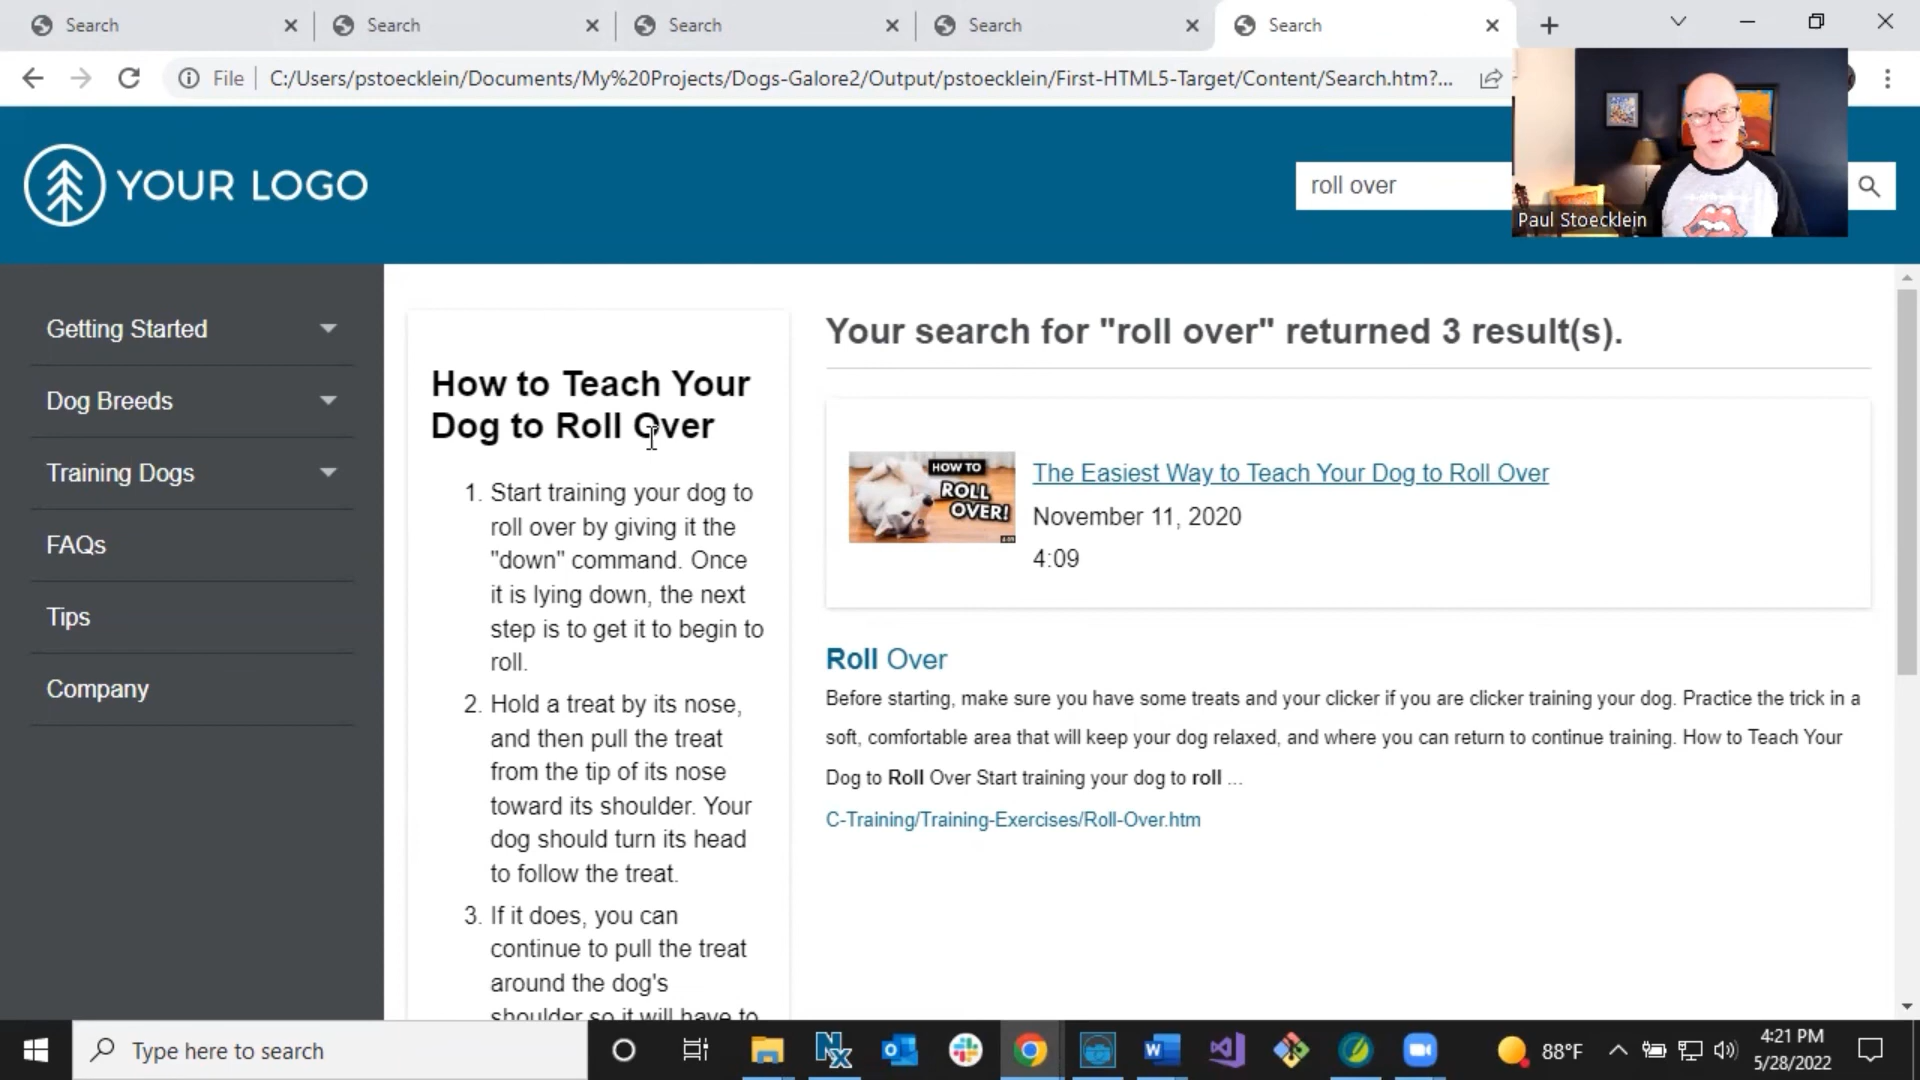 Search
Search
Search
Search
Search
File
C:/Users/pstoecklein/Documents/My%20Projects/Dogs-Galore2/Output/pstoecklein/First-HTML5-Target/Content/Search.htm?...
YOUR LOGO
roll over
Paul Stoecklein
Getting Started
Dog Breeds
Training Dogs
FAQs
Tips
Company
How to Teach Your
Dog to Roll Over
1. Start training your dog to
roll over by giving it the
"down" command. Once
it is lying down, the next
step is to get it to begin to
roll.
2. Hold a treat by its nose,
and then pull the treat
from the tip of its nose
toward its shoulder. Your
dog should turn its head
to follow the treat.
3. If it does, you can
continue to pull the treat
around the dog's
shoulder so it will have to
Your search for "roll over" returned 3 result(s).
HOW TO
ROLL
OVER!
4:09
The Easiest Way to Teach Your Dog to Roll Over
November 11, 2020
4:09
Roll Over
Before starting, make sure you have some treats and your clicker if you are clicker training your dog. Practice the trick in a
soft, comfortable area that will keep your dog relaxed, and where you can return to continue training. How to Teach Your
Dog to Roll Over Start training your dog to roll ...
C-Training/Training-Exercises/Roll-Over.htm
Type here to search
88°F
4:21 PM
5/28/2022